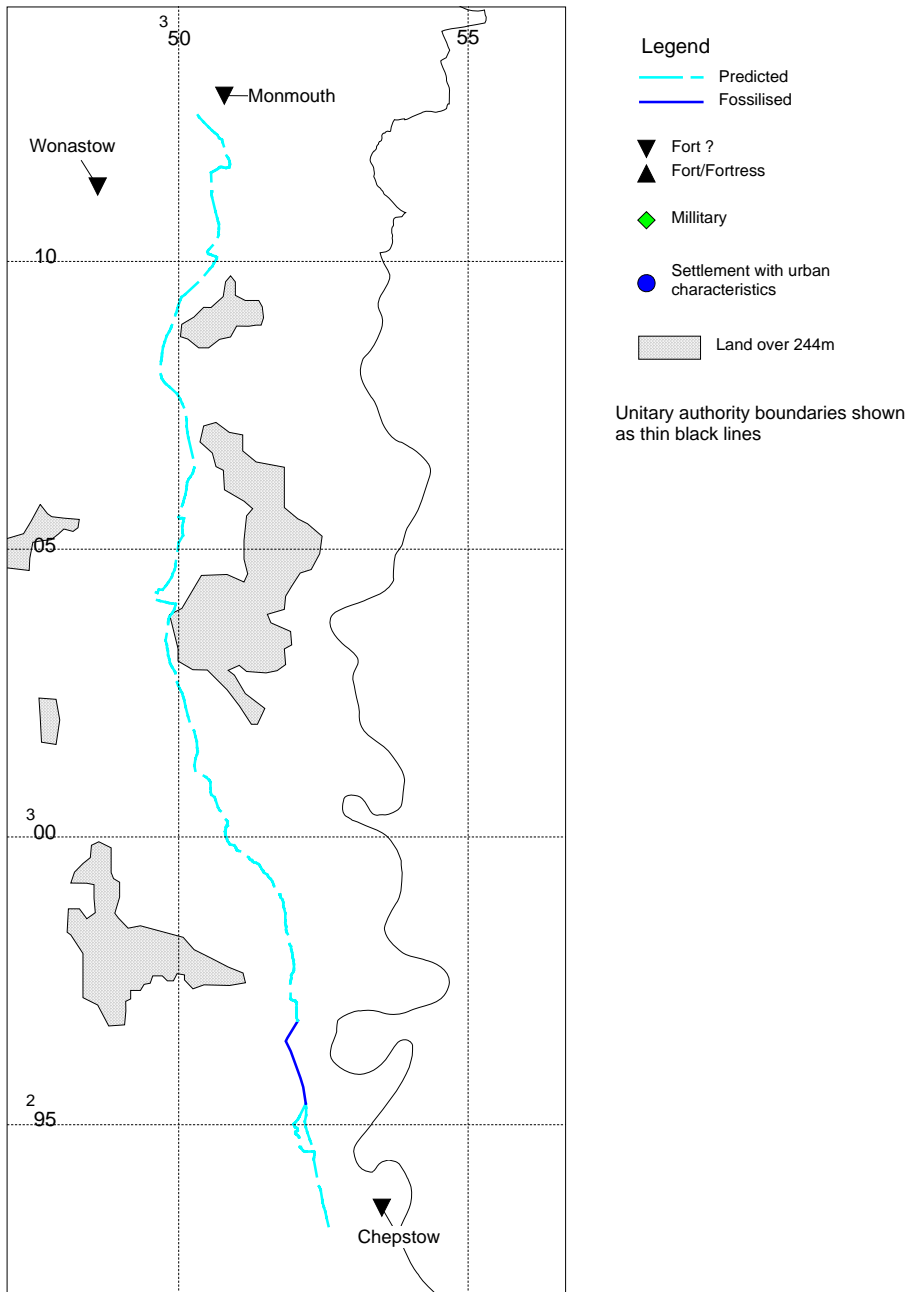 3
50
55
Monmouth
Wonastow
10
05
3
00
2
95
Chepstow
Legend
Predicted
Fossilised
Fort ?
Fort/Fortress
Millitary
Settlement with urban
characteristics
Land over 244m
Unitary authority boundaries shown
as thin black lines